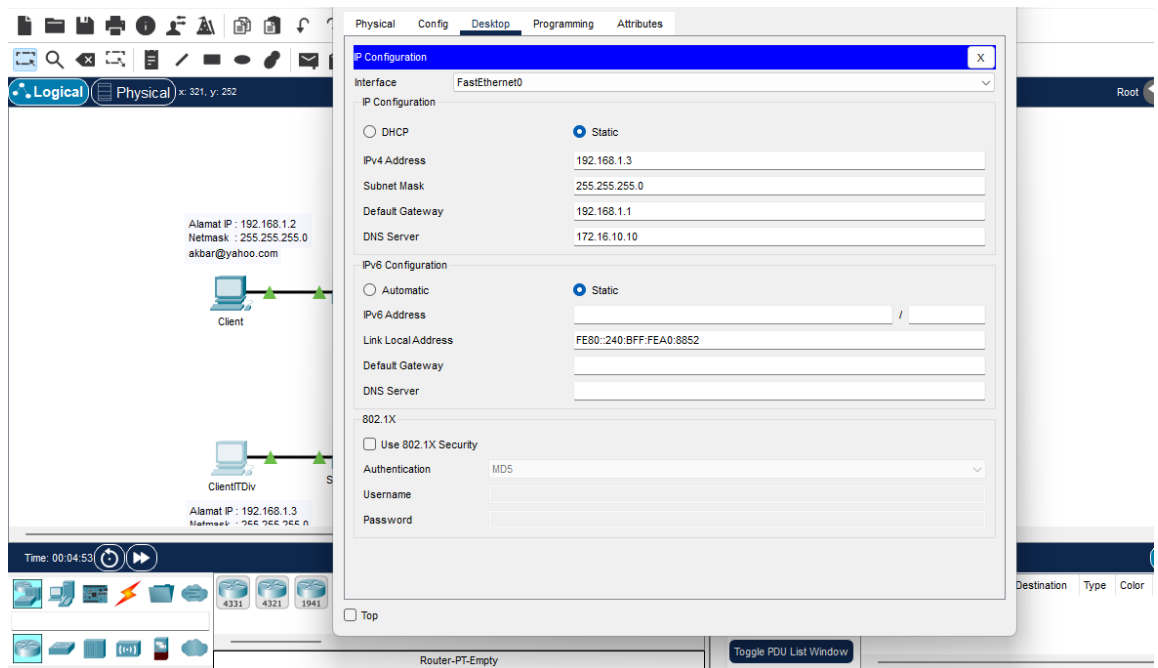 Physical Config Desktop Programming Attributes
IP Configuration X
Interface FastEthernet0
IP Configuration
DHCP Static
IPv4 Address 192.168.1.3
Subnet Mask 255.255.255.0
Default Gateway 192.168.1.1
DNS Server 172.16.10.10
IPv6 Configuration
Automatic Static
IPv6 Address /
Link Local Address FE80::240:BFF:FEA0:8852
Default Gateway
DNS Server
802.1X
Use 802.1X Security
Authentication MD5
Username
Password
Top
Logical Physical x: 321, y: 252
Root
Alamat IP : 192.168.1.2
Netmask : 255.255.255.0
akbar@yahoo.com
Client
ClientITDiv
S
Alamat IP : 192.168.1.3
Netmask : 255.255.255.0
Time: 00:04:53
4331 4321 1941
Router-PT-Empty
Toggle PDU List Window
Destination Type Color